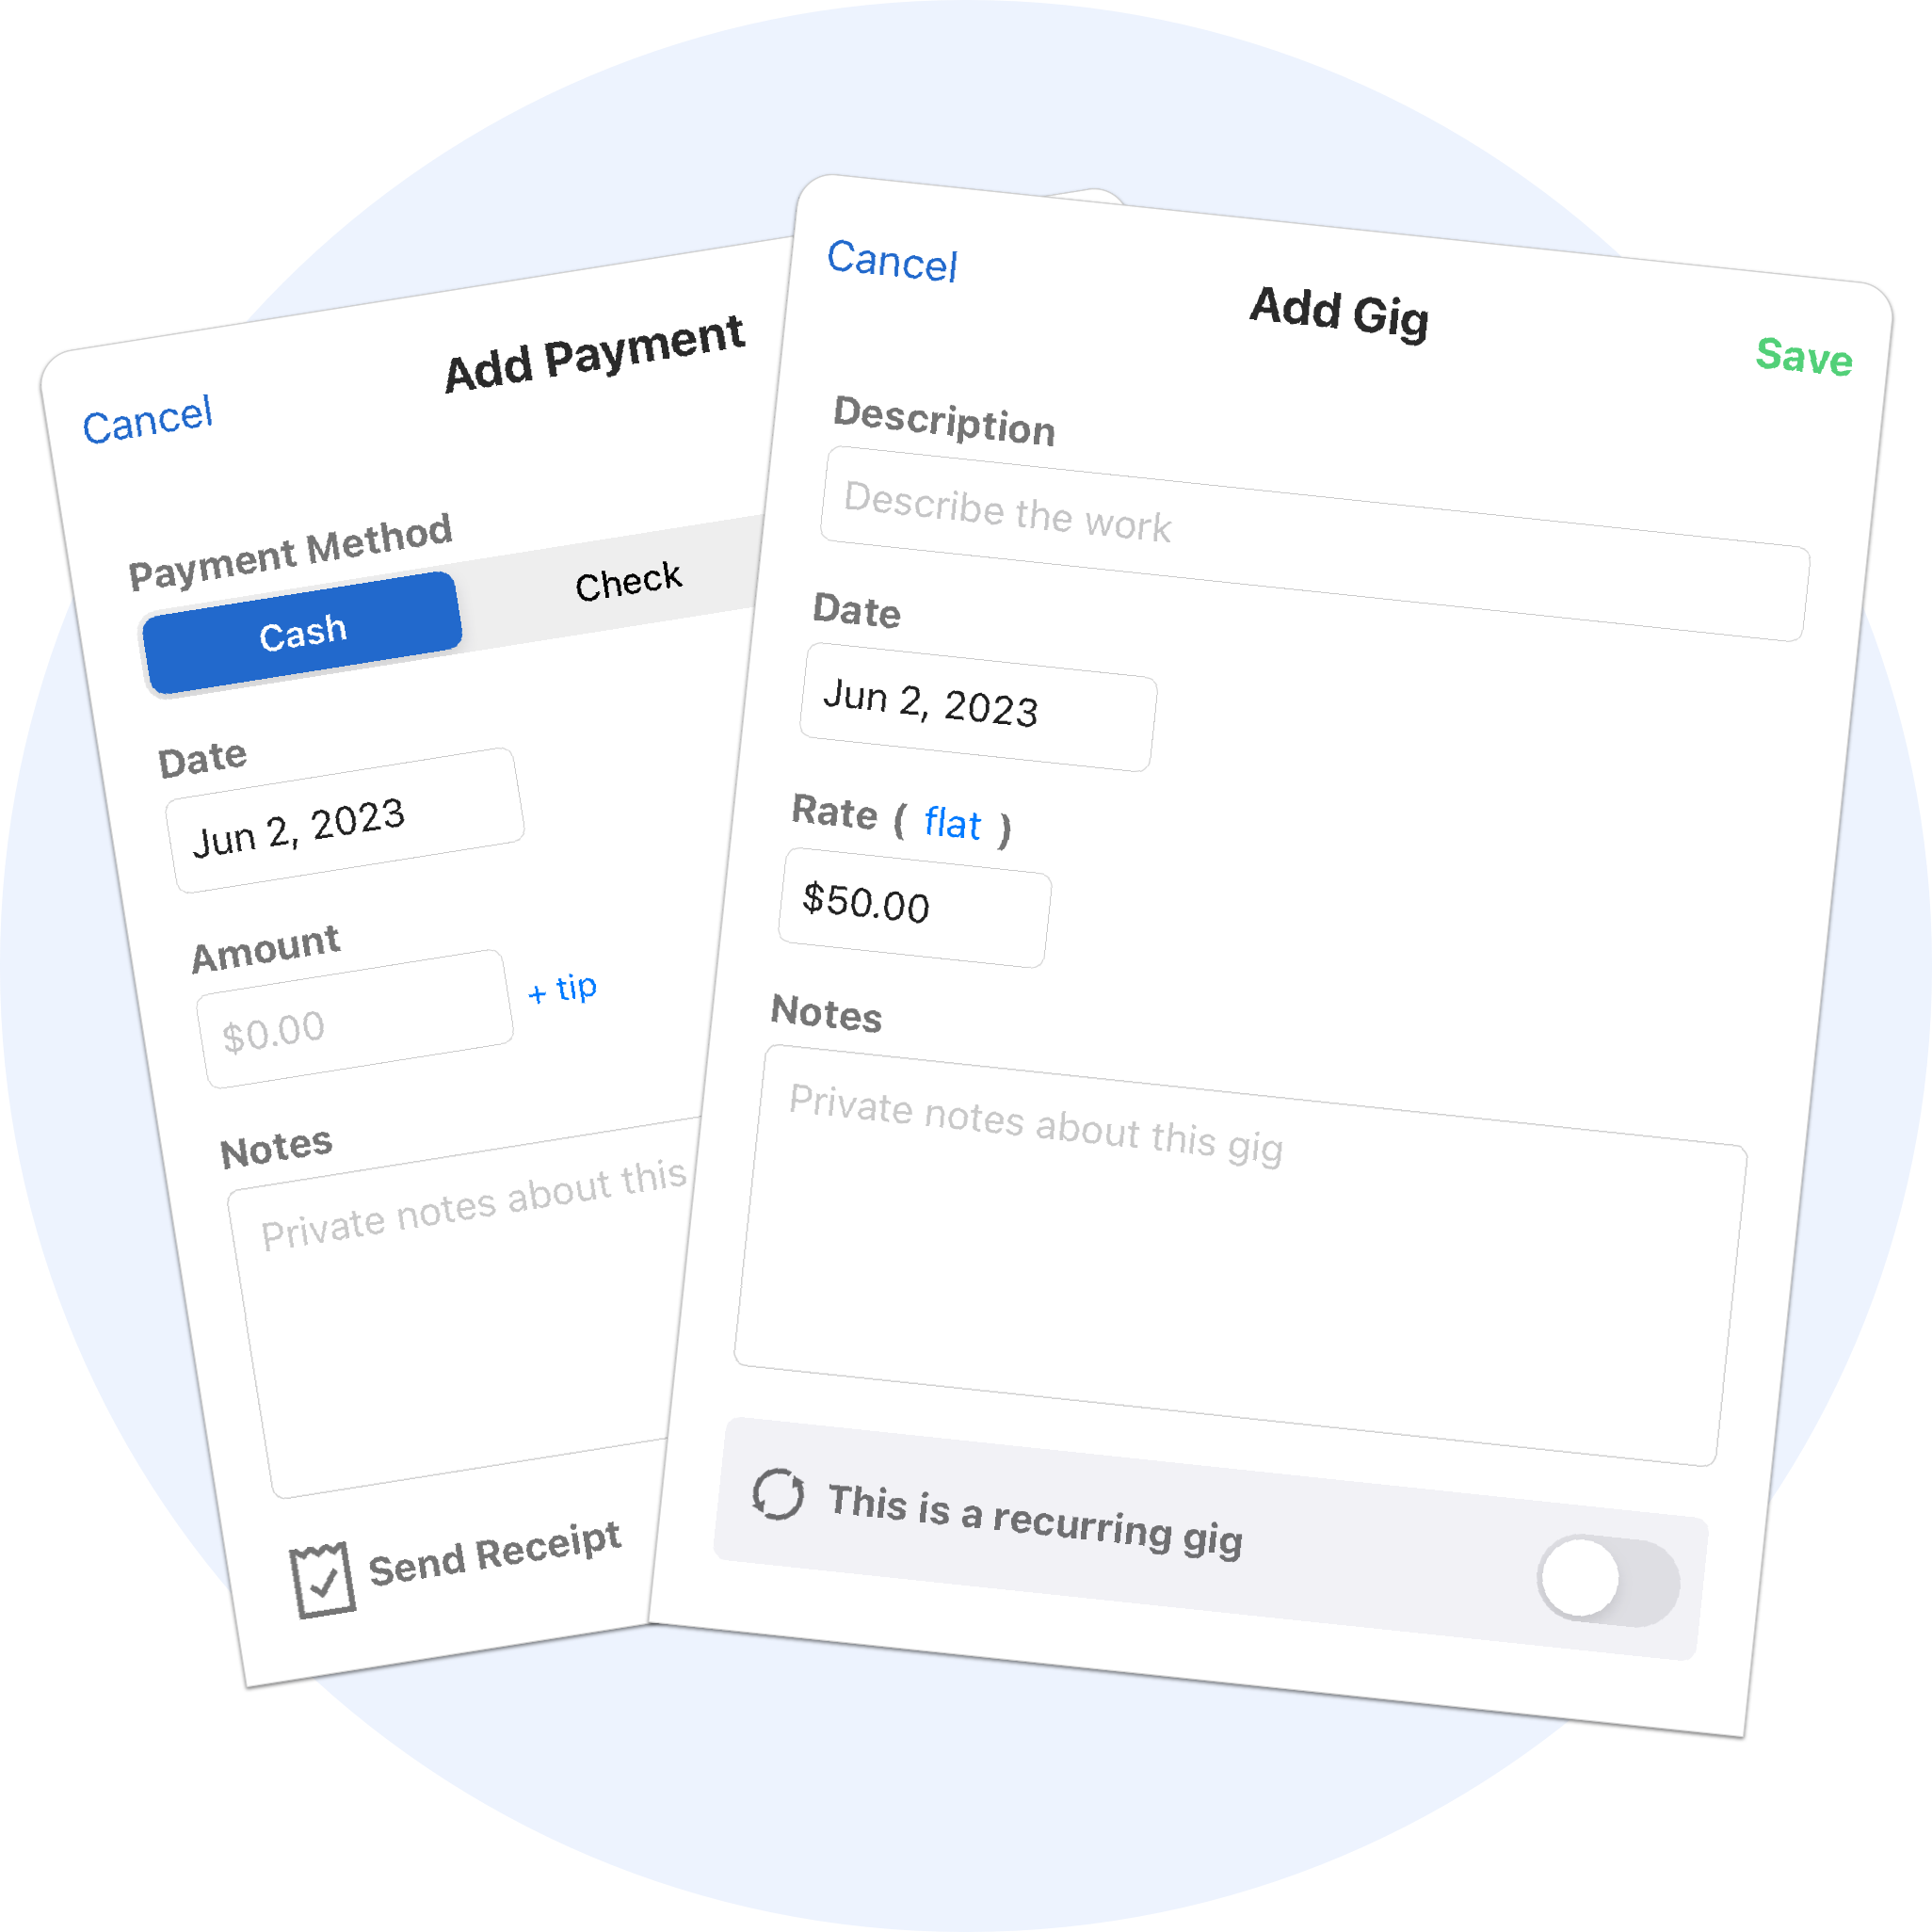 Add Payment
Cancel
Payment Method
Cash
Check
Date
Jun 2, 2023
Amount
$0.00
+ tip
Notes
Private notes about this
Send Receipt
Cancel
Add Gig
Save
Description
Describe the work
Date
Jun 2, 2023
Rate ( flat )
$50.00
Notes
Private notes about this gig
This is a recurring gig